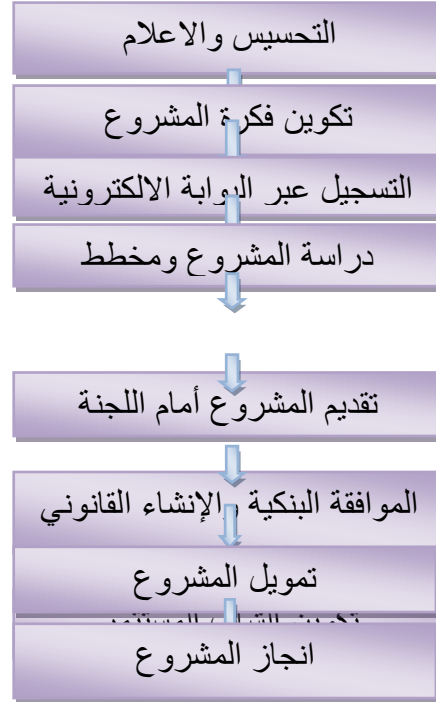 التحسيس والاعلام
تكوين فكرة المشروع
التسجيل عبر البوابة الالكترونية
دراسة المشروع ومخطط
تقديم المشروع أمام اللجنة
الموافقة البنكية والإنشاء القانوني
تمويل المشروع
انجاز المشروع